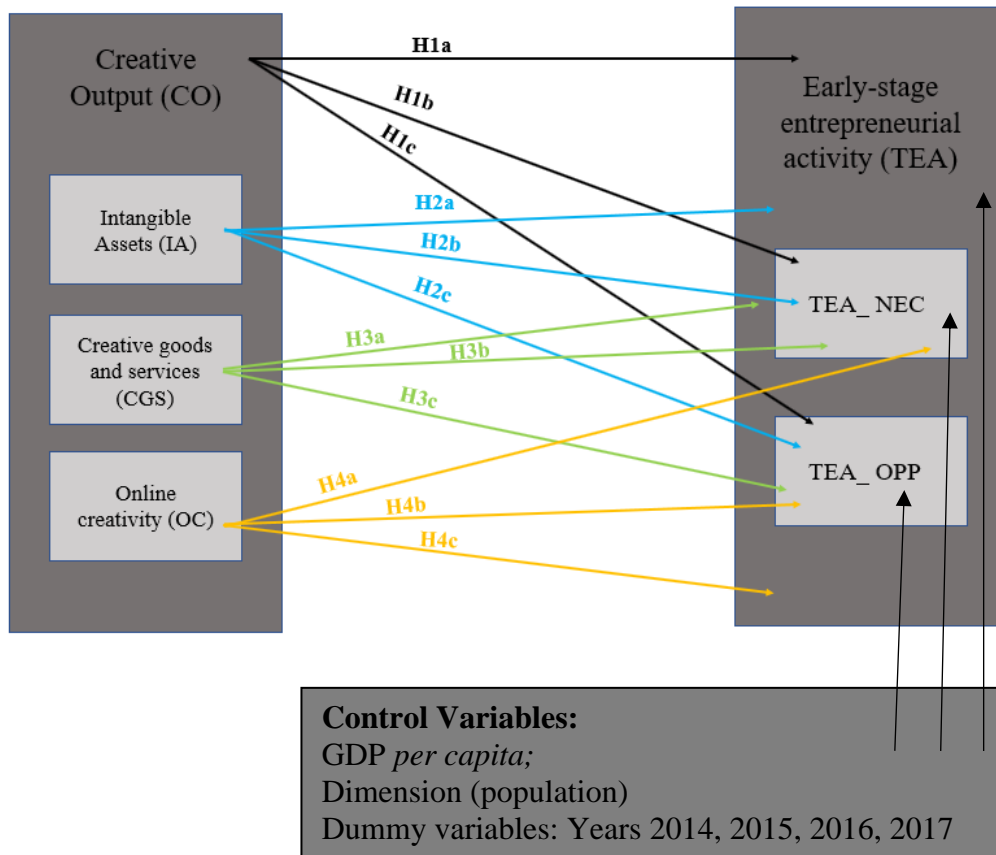 Creative
Output (CO)
Intangible
Assets (IA)
Creative goods
and services
(CGS)
Online
creativity (OC)
H1a
H1b
H1c
H2a
H2b
H2c
H3a
H3b
H3c
H4a
H4b
H4c
Early-stage
entrepreneurial
activity (TEA)
TEA_ NEC
TEA_ OPP
Control Variables:
GDP per capita;
Dimension (population)
Dummy variables: Years 2014, 2015, 2016, 2017